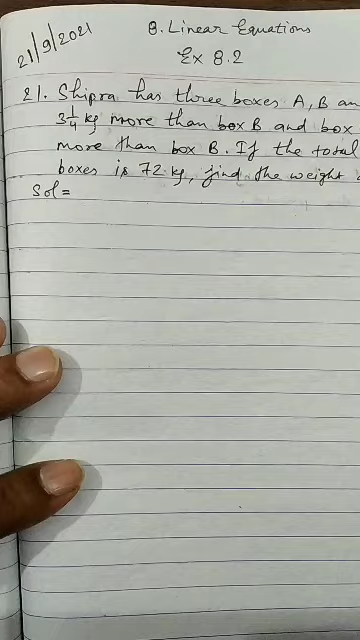 21/9/2021
8. Linear Equations
Ex 8.2
21. Shipra has three boxes A, B an
3 1/4 kg more than box B and box
more than box B. If the total
boxes is 72 kg, find the weight
Sol=